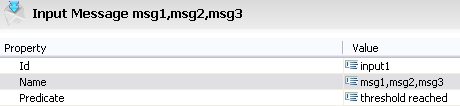 Input Message msg1,msg2,msg3
Property Value
Id input1
Name msg1,msg2,msg3
Predicate threshold reached